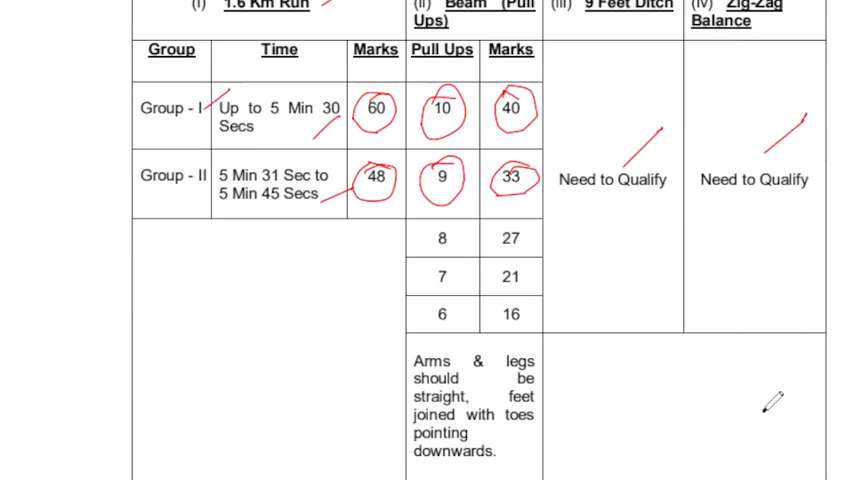 (I) 1.6 Km Run
(II) Beam (Pull
Ups)
(III) 9 Feet Ditch
(IV) Zig-Zag
Balance
Group Time Marks Pull Ups Marks
Group - I Up to 5 Min 30
Secs
60 10 40
Group - II 5 Min 31 Sec to
5 Min 45 Secs
48 9 33
Need to Qualify Need to Qualify
8 27
7 21
6 16
Arms & legs
should be
straight, feet
joined with toes
pointing
downwards.